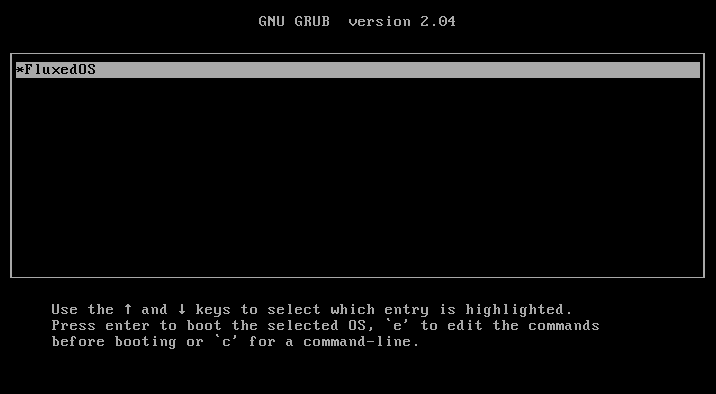 GNU GRUB  version 2.04
*FluxedOS
Use the ↑ and ↓ keys to select which entry is highlighted.
Press enter to boot the selected OS, `e' to edit the commands
before booting or `c' for a command-line.